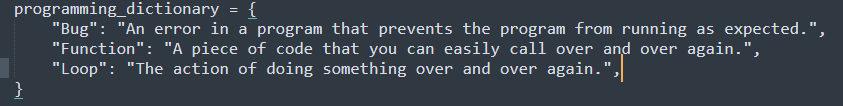 programming_dictionary = {
    "Bug": "An error in a program that prevents the program from running as expected.",
    "Function": "A piece of code that you can easily call over and over again.",
    "Loop": "The action of doing something over and over again.",
}